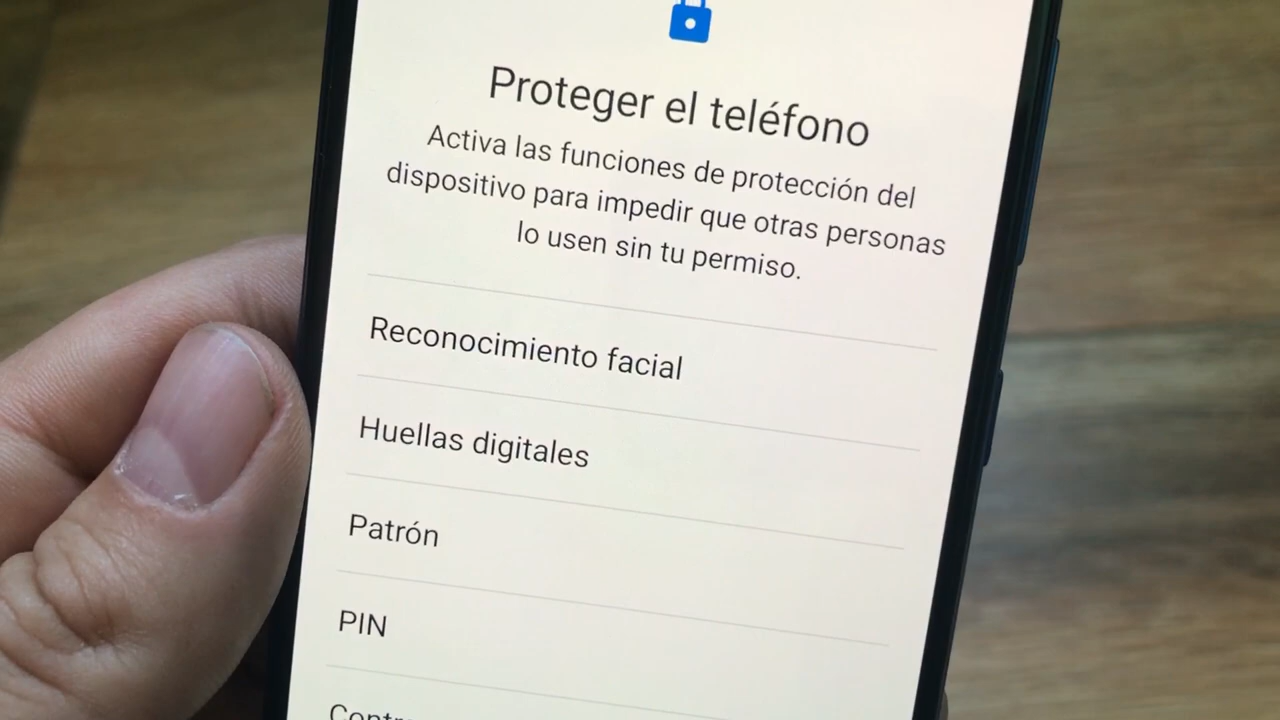 Proteger el teléfono
Activa las funciones de protección del
dispositivo para impedir que otras personas
lo usen sin tu permiso.
Reconocimiento facial
Huellas digitales
Patrón
PIN